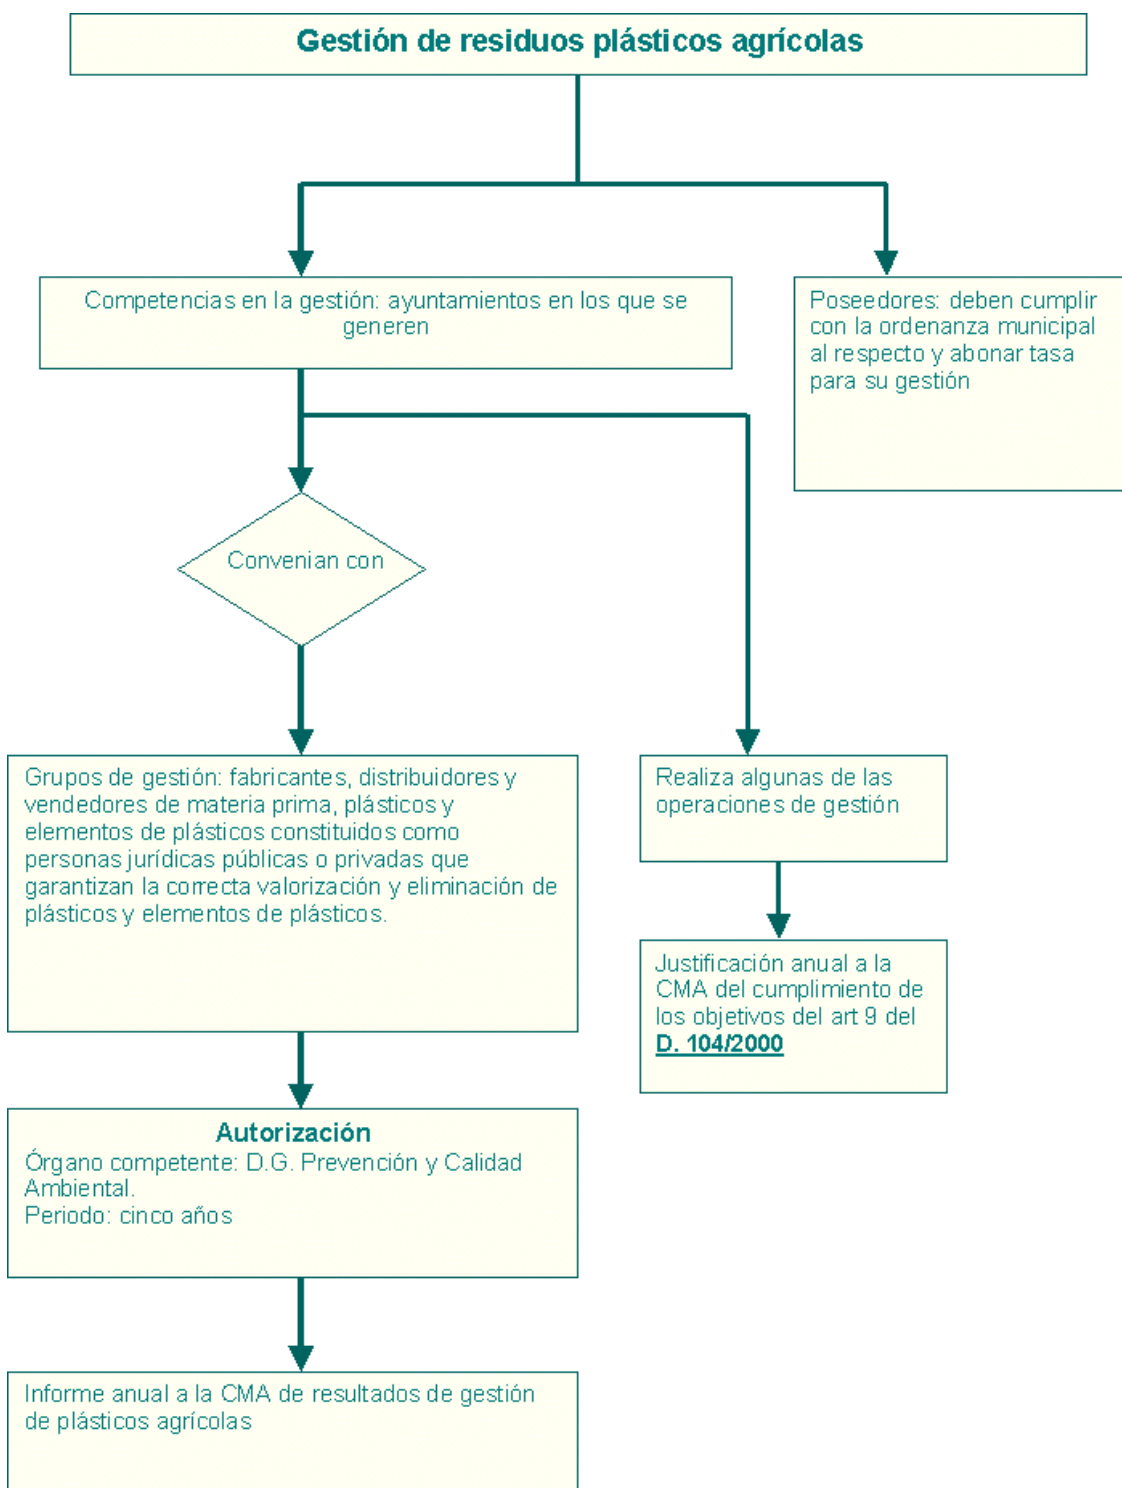 Gestión de residuos plásticos agrícolas
Competencias en la gestión: ayuntamientos en los que se
generen
Poseedores: deben cumplir
con la ordenanza municipal
al respecto y abonar tasa
para su gestión
Convenian con
Grupos de gestión: fabricantes, distribuidores y
vendedores de materia prima, plásticos y
elementos de plásticos constituidos como
personas jurídicas públicas o privadas que
garantizan la correcta valorización y eliminación de
plásticos y elementos de plásticos.
Realiza algunas de las
operaciones de gestión
Justificación anual a la
CMA del cumplimiento de
los objetivos del art 9 del
D. 104/2000
Autorización
Órgano competente: D.G. Prevención y Calidad
Ambiental.
Periodo: cinco años
Informe anual a la CMA de resultados de gestión
de plásticos agrícolas